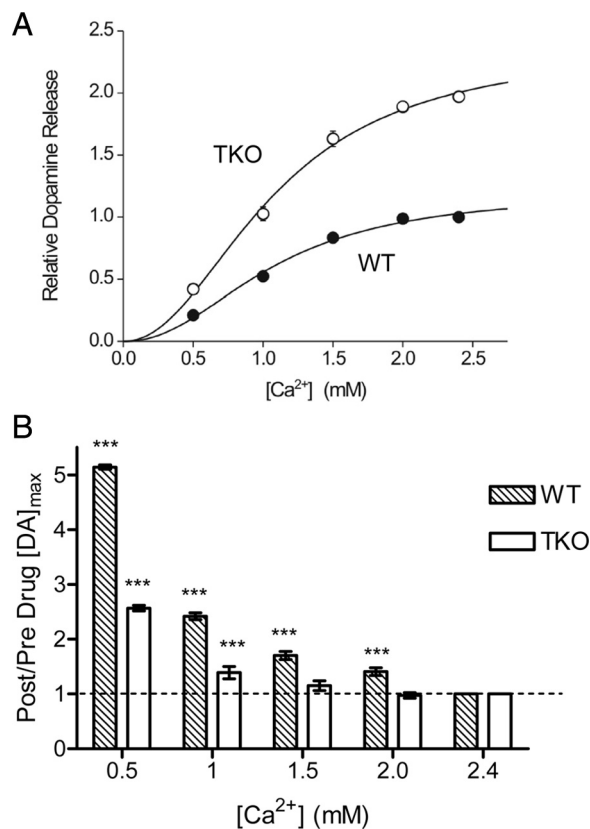 A
2.5
2.0
1.5
1.0
0.5
0.0
Relative Dopamine Release
TKO
WT
0.0 0.5 1.0 1.5 2.0 2.5
[Ca²⁺] (mM)
B
***
***
***
***
***
***
5
4
3
2
1
0
Post/Pre Drug [DA]max
WT
TKO
0.5 1 1.5 2.0 2.4
[Ca²⁺] (mM)